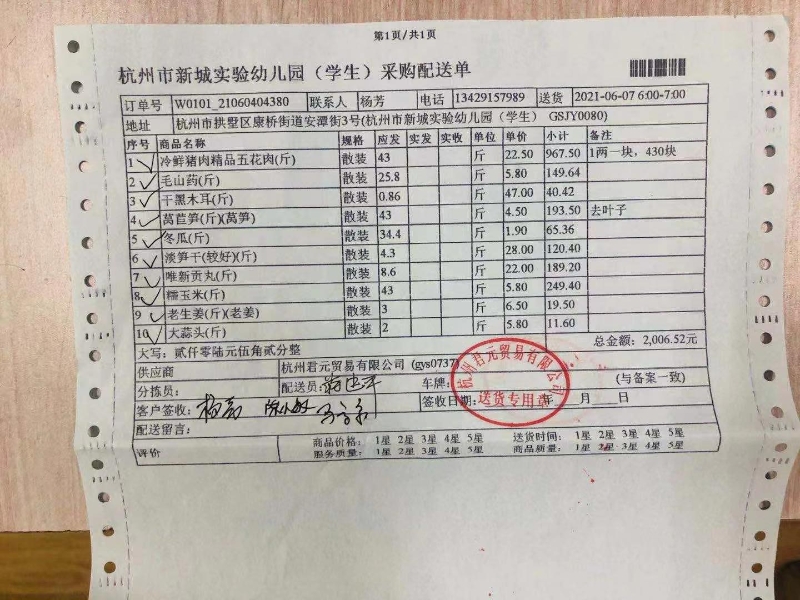 第1页/共1页
杭州市新城实验幼儿园（学生）采购配送单
订单号 W0101_21060404380 联系人 杨芳 电话 13429157989 送货 2021-06-07 6:00-7:00
地址 杭州市拱墅区康桥街道安潭街3号(杭州市新城实验幼儿园（学生） GSJY0080)
序号 商品名称 规格 应发 实发 实收 单位 单价 小计 备注
1 冷鲜猪肉精品五花肉(斤) 散装 43 斤 22.50 967.50 1两一块，430块
2 毛山药(斤) 散装 25.8 斤 5.80 149.64
3 干黑木耳(斤) 散装 0.86 斤 47.00 40.42
4 莴苣笋(斤)(莴笋) 散装 43 斤 4.50 193.50 去叶子
5 冬瓜(斤) 散装 34.4 斤 1.90 65.36
6 淡笋干(较好)(斤) 散装 4.3 斤 28.00 120.40
7 唯新贡丸(斤) 散装 8.6 斤 22.00 189.20
8 糯玉米(斤) 散装 43 斤 5.80 249.40
9 老生姜(斤)(老姜) 散装 3 斤 6.50 19.50
10 大蒜头(斤) 散装 2 斤 5.80 11.60
大写：贰仟零陆元伍角贰分整 总金额：2,006.52元
供应商 杭州君元贸易有限公司 (gys0737)
分拣员： 配送员： 车牌： (与备案一致)
客户签收： 签收日期： 年 月 日
杭州君元贸易有限公司
送货专用章
配送留言：
评价 商品价格： 1星 2星 3星 4星 5星 送货时间： 1星 2星 3星 4星 5星
服务质量： 1星 2星 3星 4星 5星 商品质量： 1星 2星 3星 4星 5星